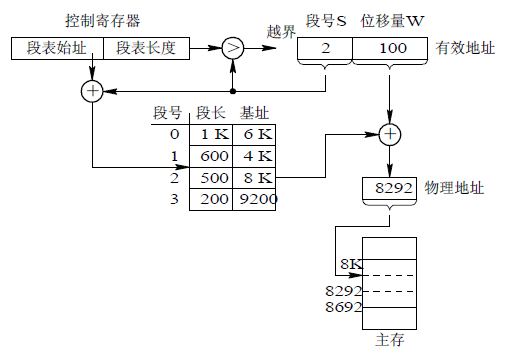 控制寄存器
段表始址 段表长度
>
越界
段号S 位移量W
2 100 有效地址
+
段号 段长 基址
0 1 K 6 K
1 600 4 K
2 500 8 K
3 200 9200
+
8292 物理地址
8K
8292
8692
主存